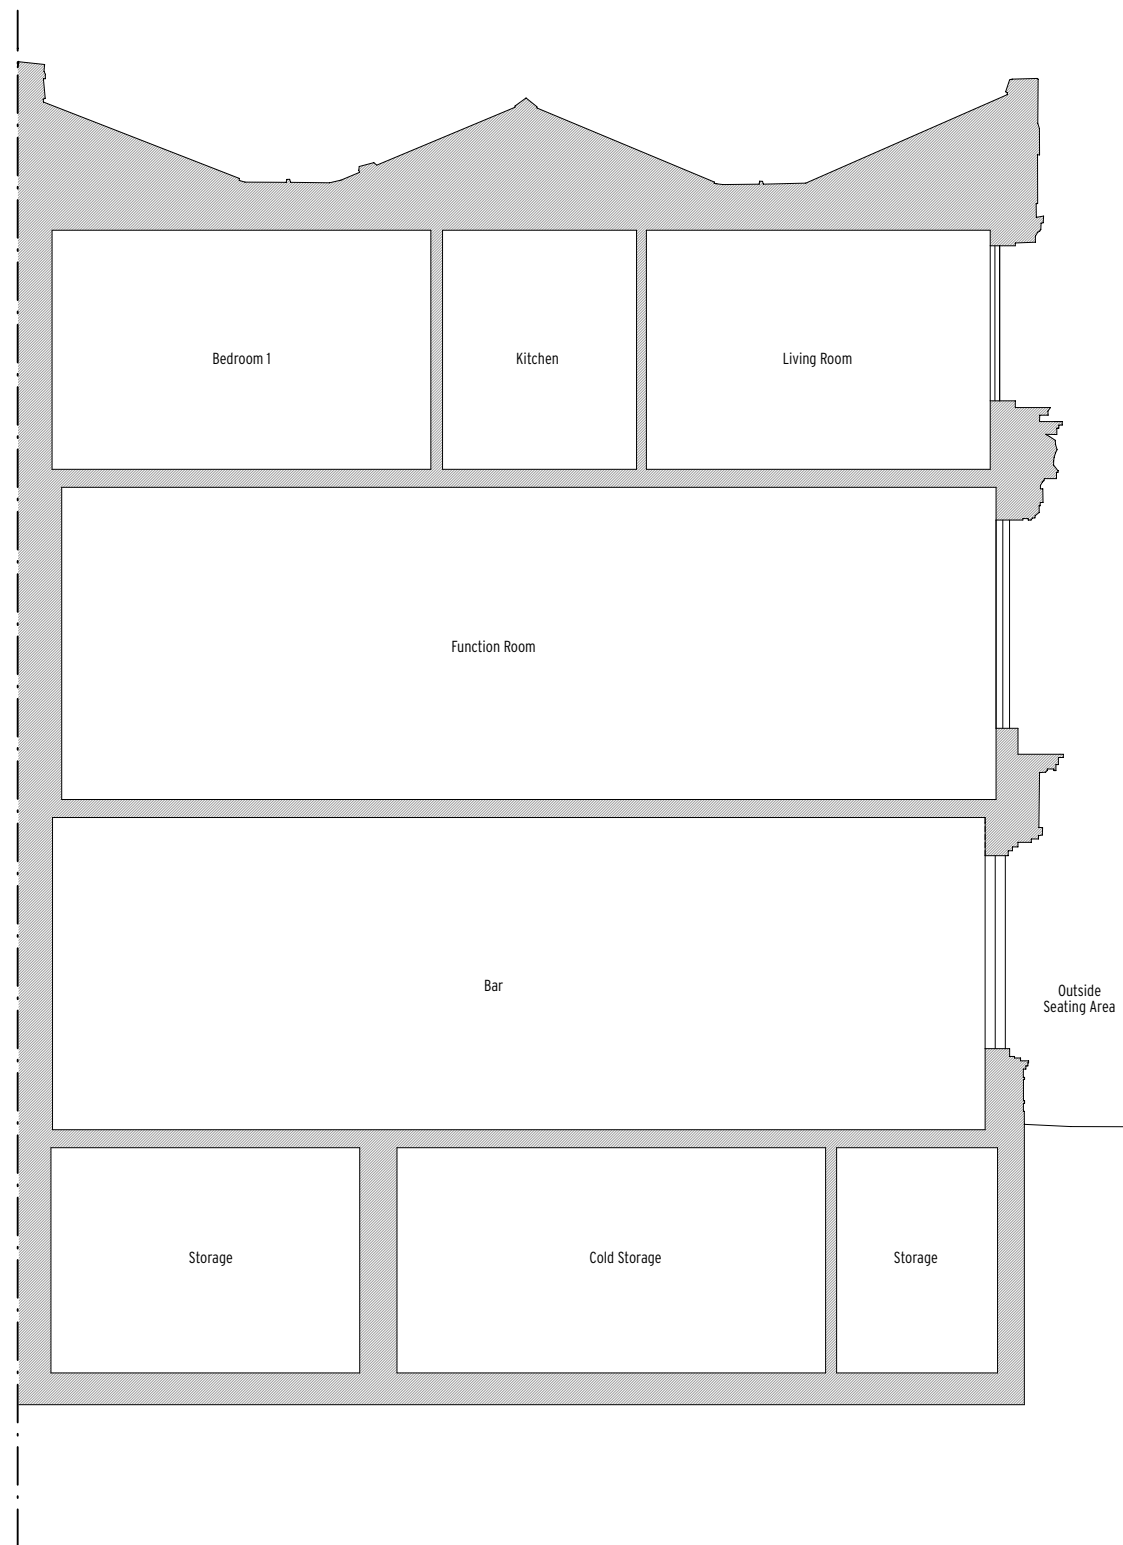 Bedroom 1
Kitchen
Living Room
Function Room
Bar
Outside
Seating Area
Storage
Cold Storage
Storage